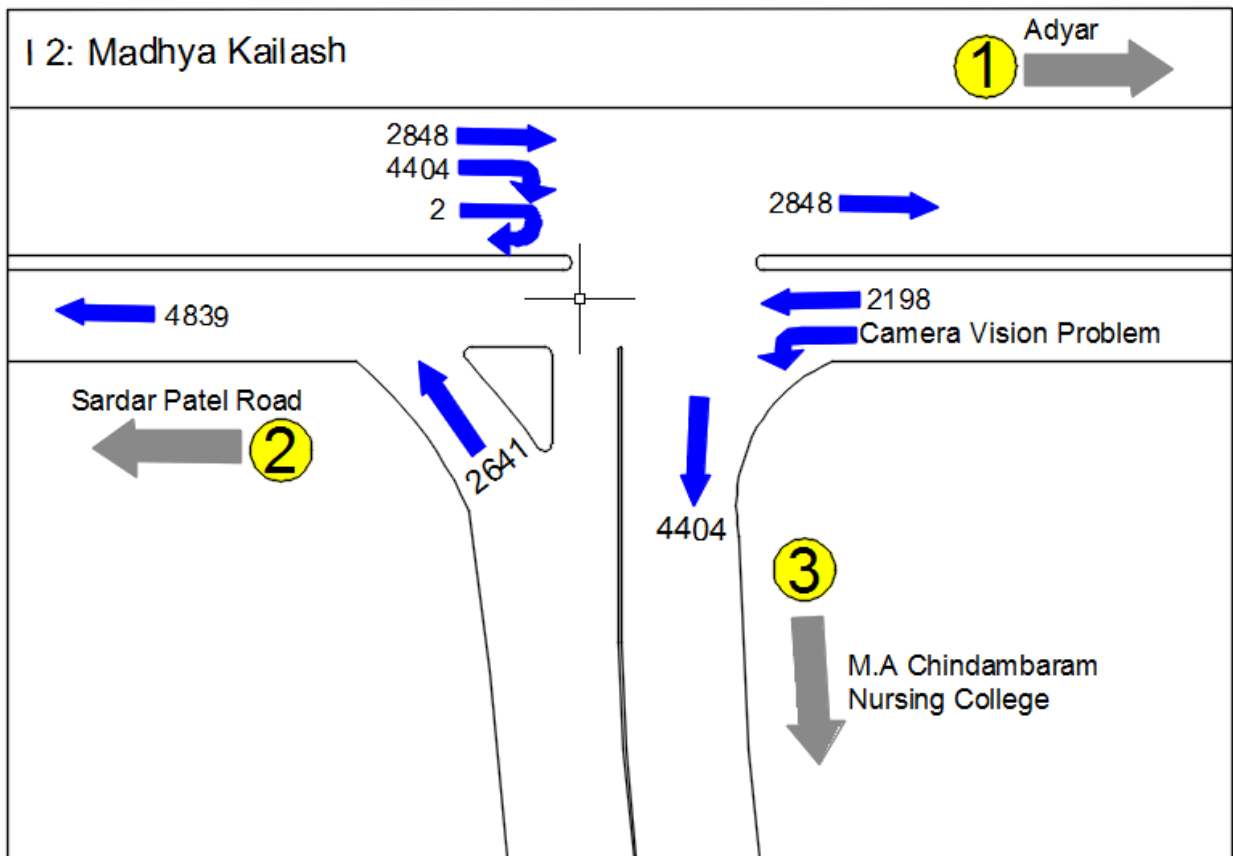 I 2: Madhya Kailash
1
Adyar
2848
4404
2
2848
4839
2198
Camera Vision Problem
Sardar Patel Road
2
2641
4404
3
M.A Chindambaram
Nursing College